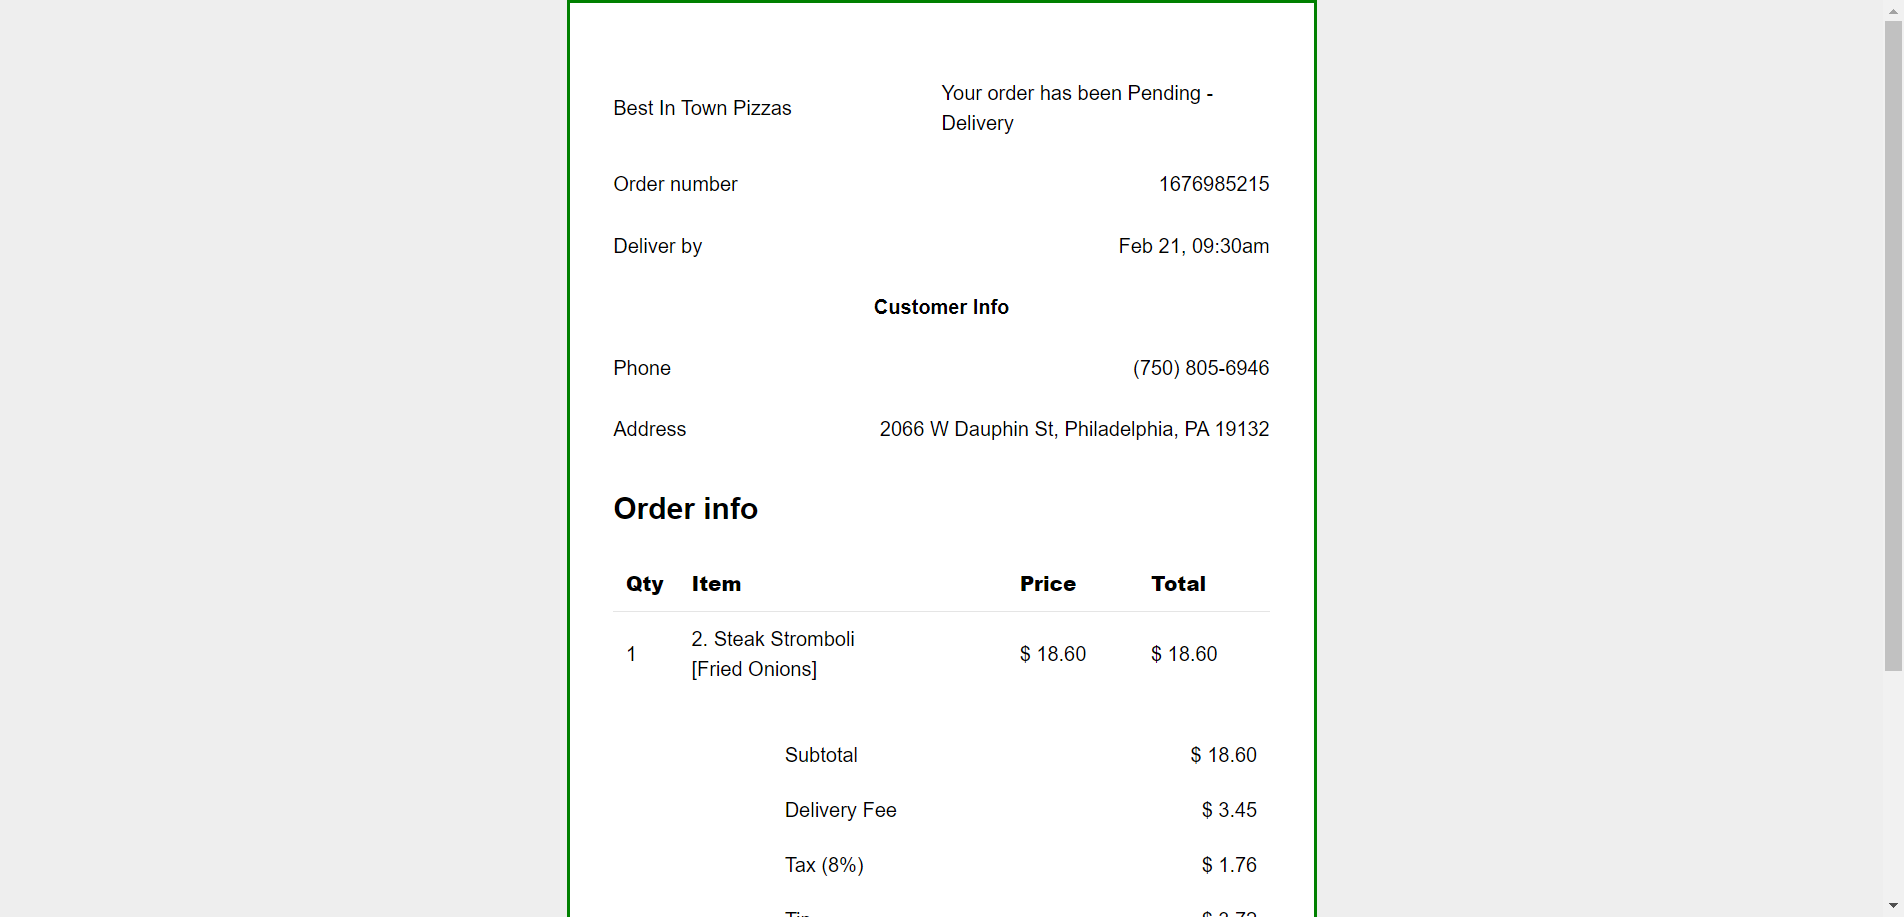 Best In Town Pizzas
Your order has been Pending -
Delivery
Order number 1676985215
Deliver by Feb 21, 09:30am
Customer Info
Phone (750) 805-6946
Address 2066 W Dauphin St, Philadelphia, PA 19132
Order info
Qty Item Price Total
1 2. Steak Stromboli $ 18.60 $ 18.60
[Fried Onions]
Subtotal $ 18.60
Delivery Fee $ 3.45
Tax (8%) $ 1.76
Tip $ 3.72